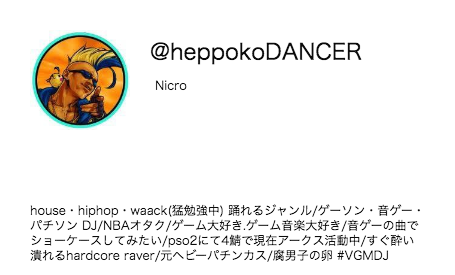 @heppokoDANCER
Nicro
house・hiphop・waack(猛勉強中) 踊れるジャンル/ゲーソン・音ゲー・
パチソン DJ/NBAオタク/ゲーム大好き.ゲーム音楽大好き/音ゲーの曲で
ショーケースしてみたい/pso2にて4鯖で現在アークス活動中/すぐ酔い
潰れるhardcore raver/元ヘビーパチンカス/腐男子の卵 #VGMDJ